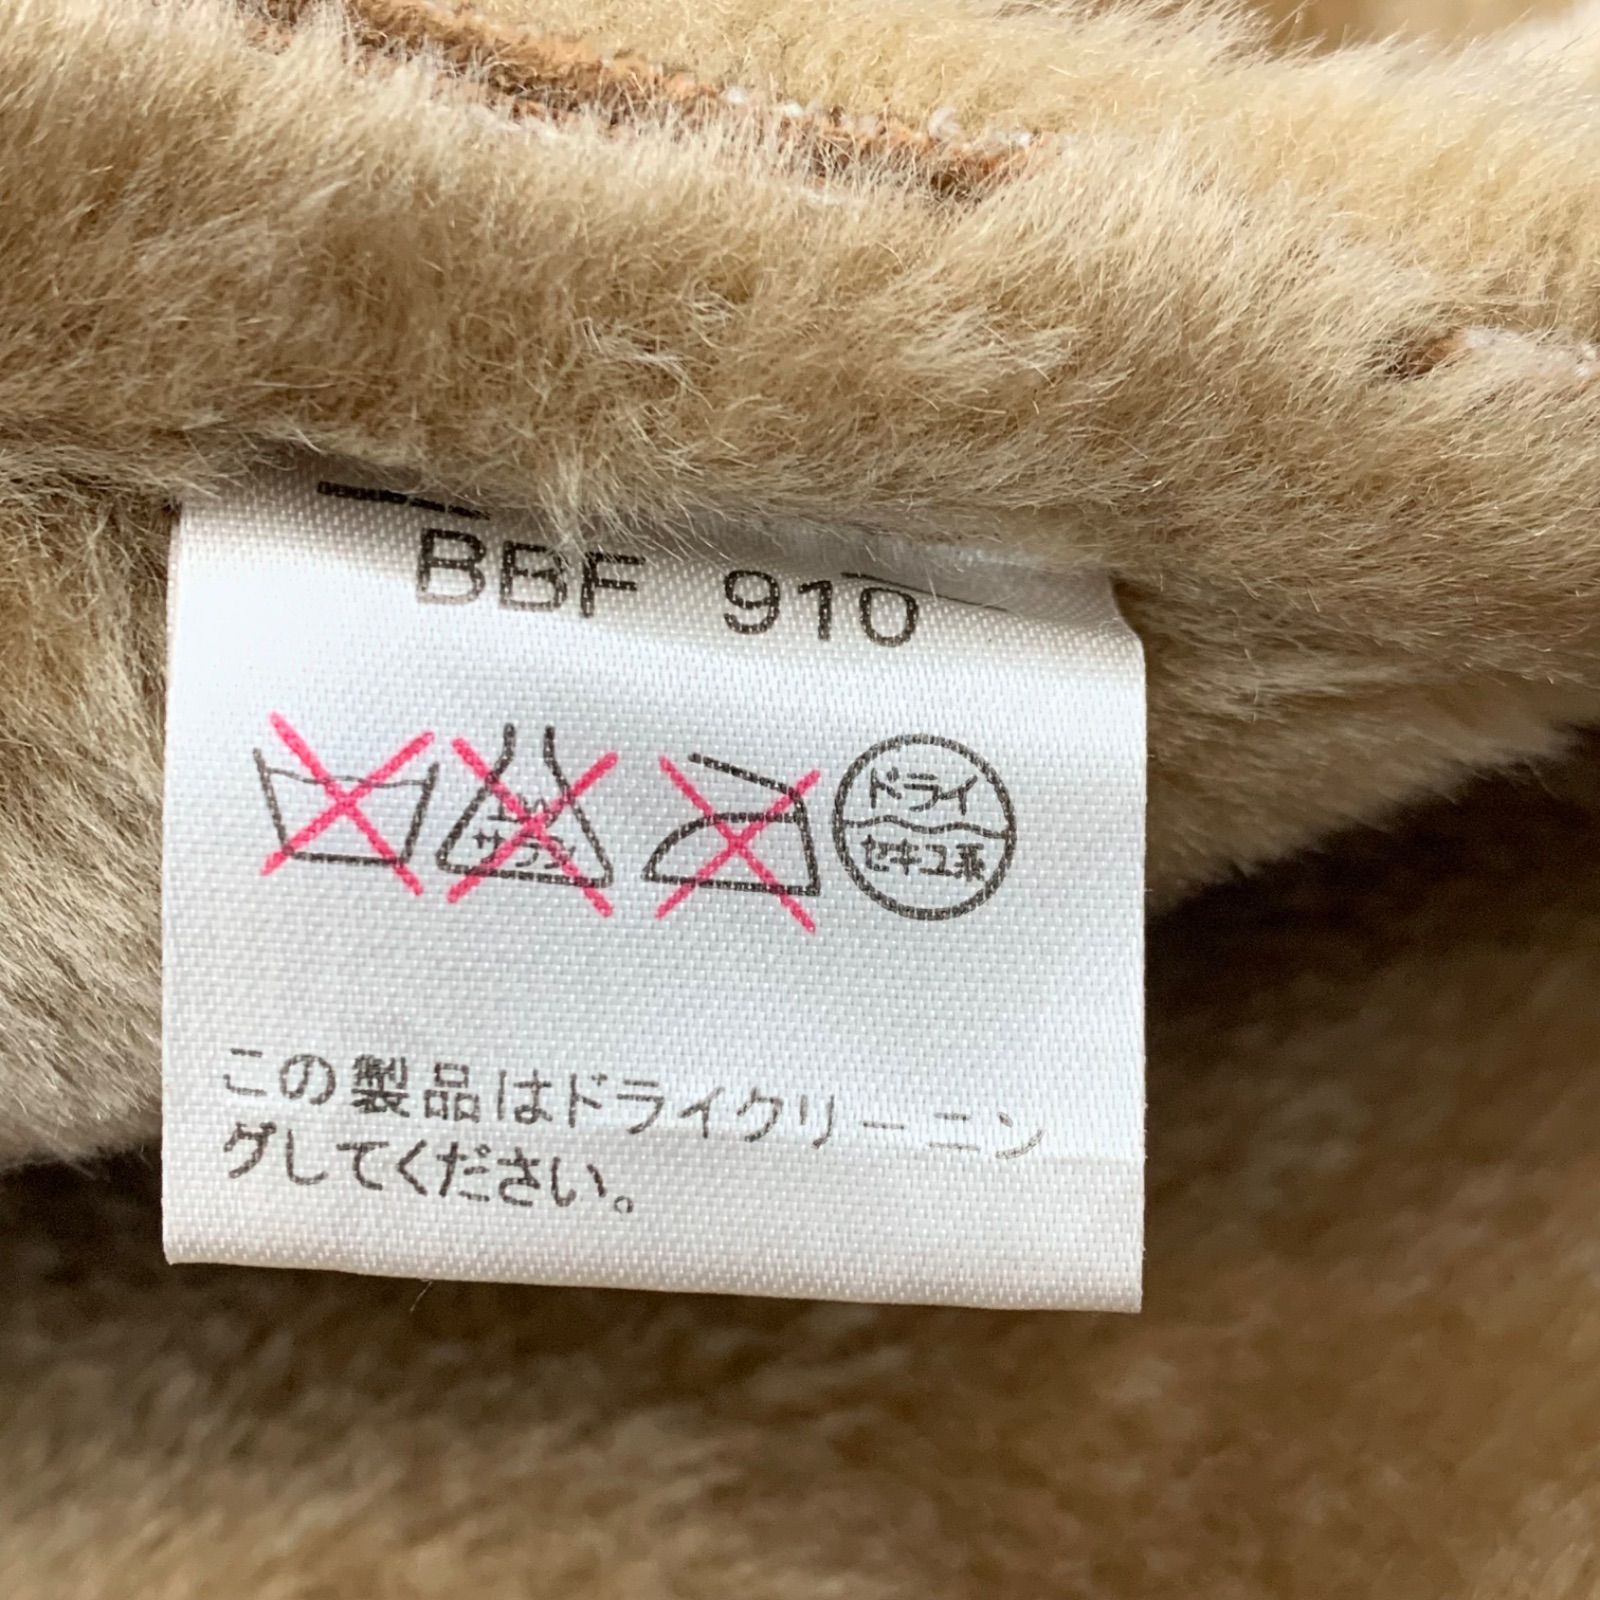 BBF 910
エンソ
サラシ
ドライ
セキユ系
この製品はドライクリーニン
グしてください。